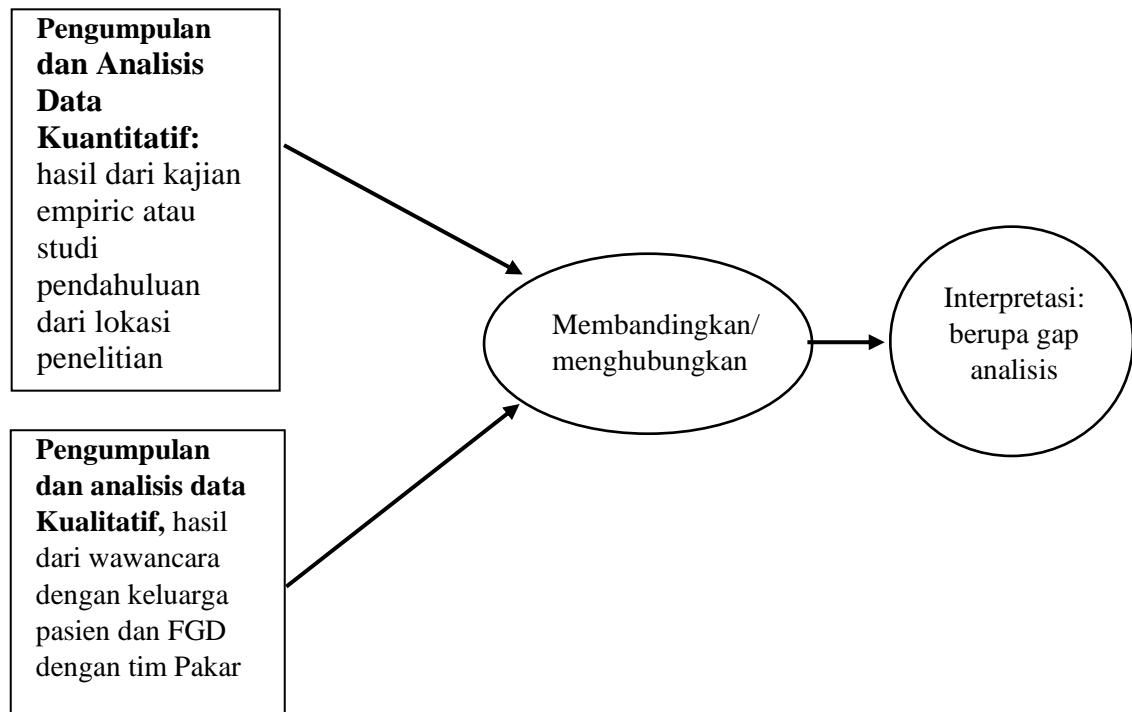 Pengumpulan
dan Analisis
Data
Kuantitatif:
hasil dari kajian
empiric atau
studi
pendahuluan
dari lokasi
penelitian
Pengumpulan
dan analisis data
Kualitatif, hasil
dari wawancara
dengan keluarga
pasien dan FGD
dengan tim Pakar
Membandingkan/
menghubungkan
Interpretasi:
berupa gap
analisis